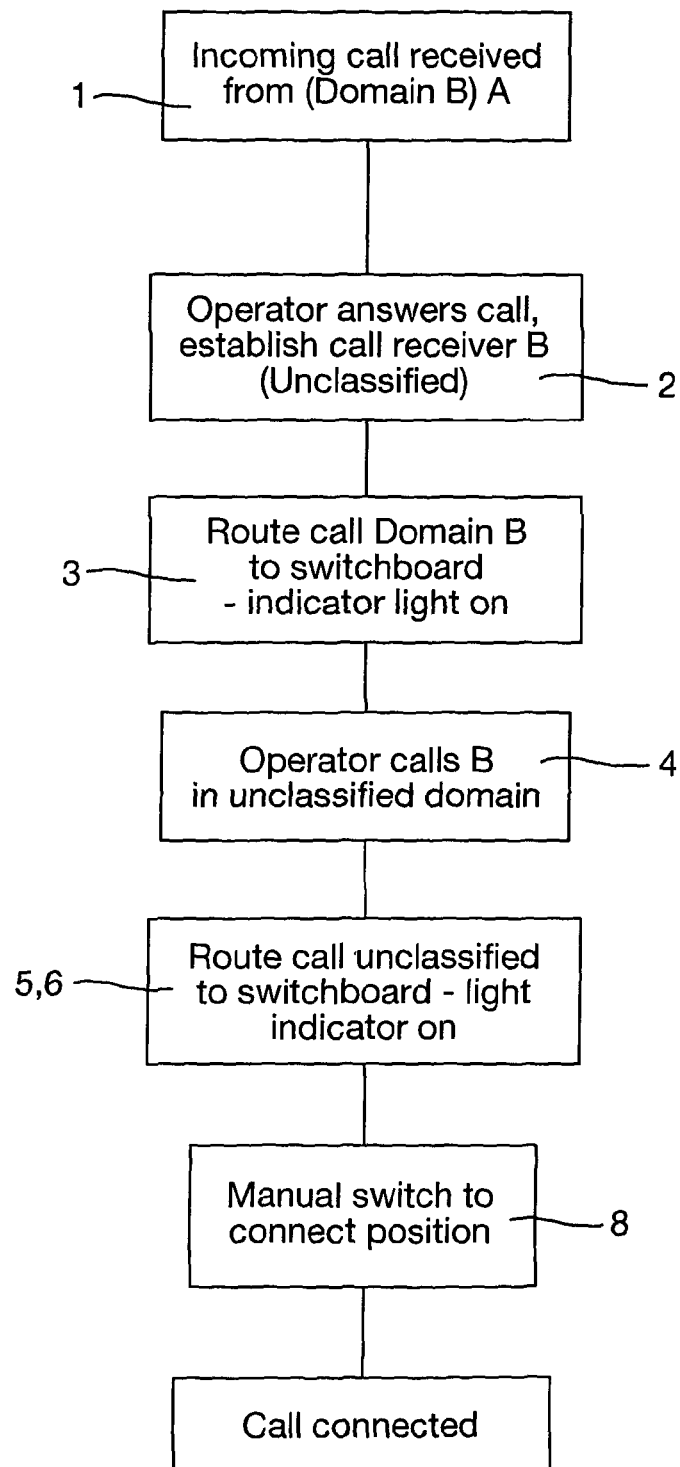 Incoming call received
from (Domain B) A
1
Operator answers call,
establish call receiver B
(Unclassified)
2
Route call Domain B
to switchboard
- indicator light on
3
Operator calls B
in unclassified domain
4
Route call unclassified
to switchboard - light
indicator on
5,6
Manual switch to
connect position
8
Call connected